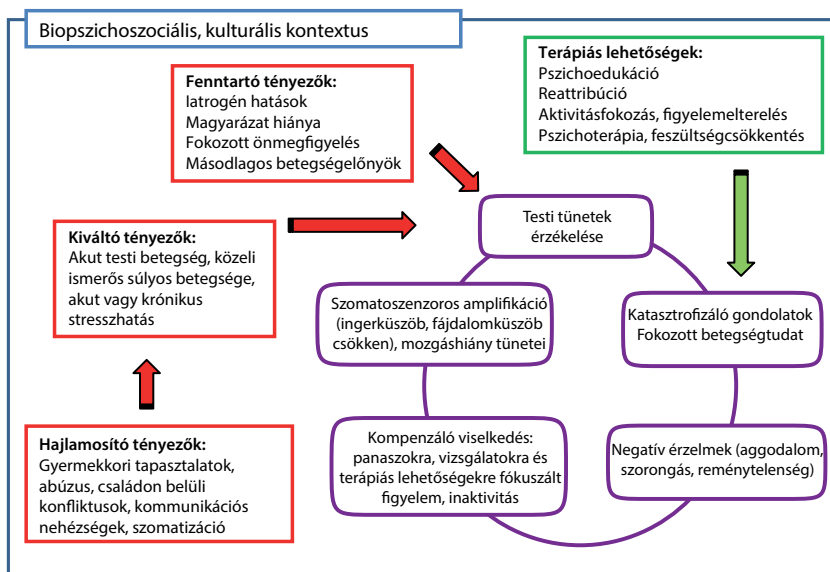 Biopszichoszociális, kulturális kontextus
Fenntartó tényezők:
Iatrogén hatások
Magyarázat hiánya
Fokozott önmegfigyelés
Másodlagos betegségelőnyök
Terápiás lehetőségek:
Pszichoedukáció
Reattribúció
Aktivitásfokozás, figyelemelterelés
Pszichoterápia, feszültségcsökkentés
Kiváltó tényezők:
Akut testi betegség, közeli
ismerős súlyos betegsége,
akut vagy krónikus
stresszhatás
Hajlamosító tényezők:
Gyermekkori tapasztalatok,
abúzus, családon belüli
konfliktusok, kommunikációs
nehézségek, szomatizáció
Testi tünetek
érzékelése
Katasztrofizáló gondolatok
Fokozott betegségtudat
Negatív érzelmek (aggodalom,
szorongás, reménytelenség)
Kompenzáló viselkedés:
panaszokra, vizsgálatokra és
terápiás lehetőségekre fókuszált
figyelem, inaktivitás
Szomatoszenzoros amplifikáció
(ingerküszöb, fájdalomküszöb
csökken), mozgáshiány tünetei